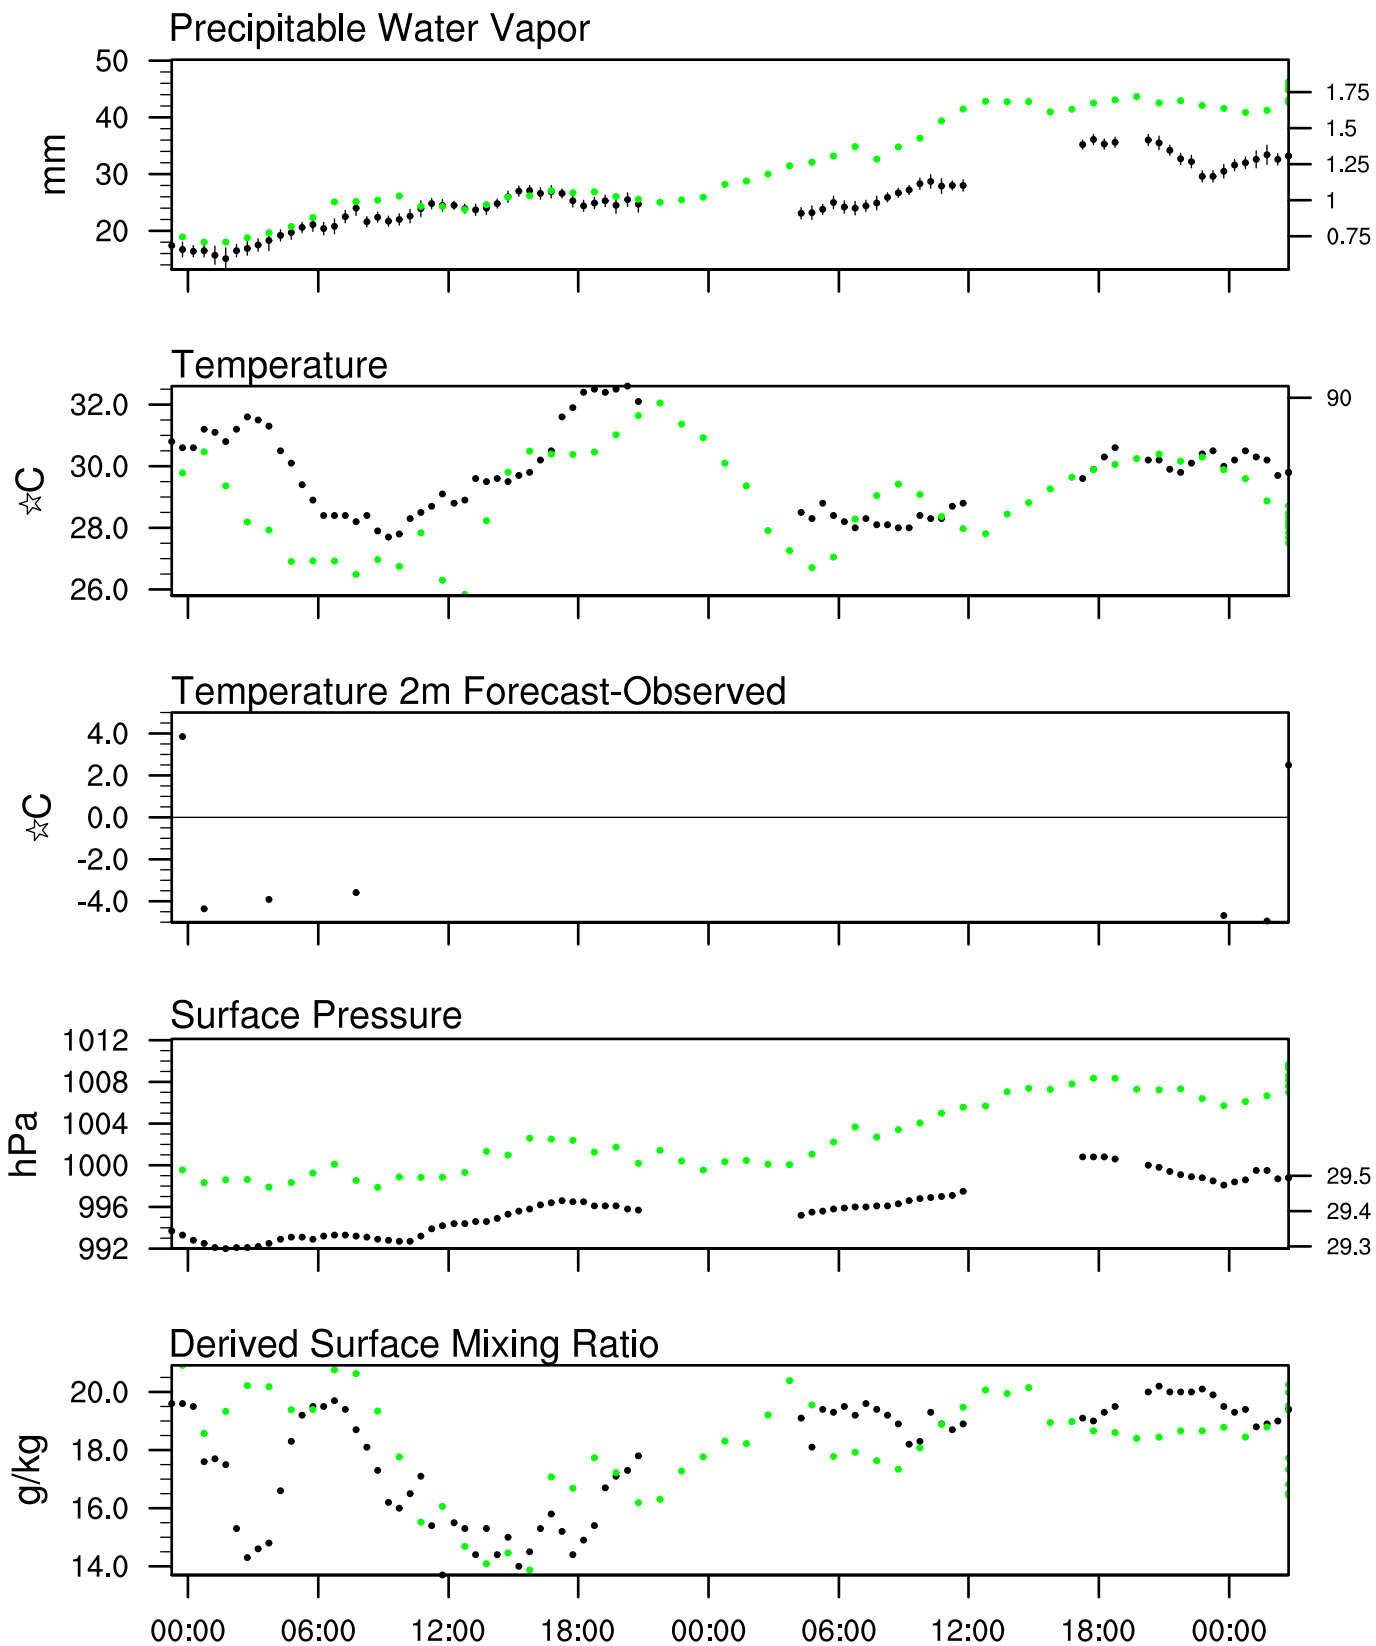 Precipitable Water Vapor
mm
50
40
30
20
1.75
1.5
1.25
1
0.75
Temperature
☆C
32.0
30.0
28.0
26.0
90
Temperature 2m Forecast-Observed
☆C
4.0
2.0
0.0
-2.0
-4.0
Surface Pressure
hPa
1012
1008
1004
1000
996
992
29.5
29.4
29.3
Derived Surface Mixing Ratio
g/kg
20.0
18.0
16.0
14.0
00:00 06:00 12:00 18:00 00:00 06:00 12:00 18:00 00:00